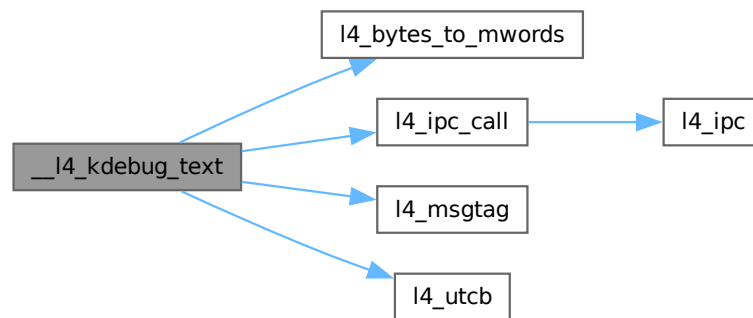 l4_bytes_to_mwords
l4_ipc_call
l4_ipc
__l4_kdebug_text
l4_msgtag
l4_utcb